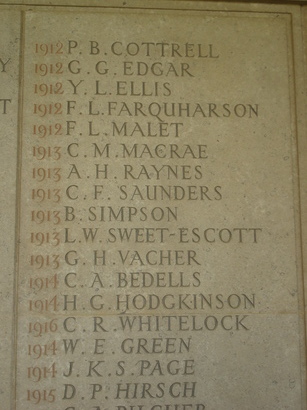 1912 P. B. COTTRELL
1912 G. G. EDGAR
1912 Y. L. ELLIS
1912 F. L. FARQUHARSON
1912 F. L. MALET
1913 C. M. MACRAE
1913 A. H. RAYNES
1913 C. F. SAUNDERS
1913 B. SIMPSON
1913 L. W. SWEET-ESCOTT
1913 G. H. VACHER
1914 C. A. BEDELLS
1914 H. G. HODGKINSON
1916 C. R. WHITELOCK
1914 W. E. GREEN
1914 J. K. S. PAGE
1915 D. P. HIRSCH